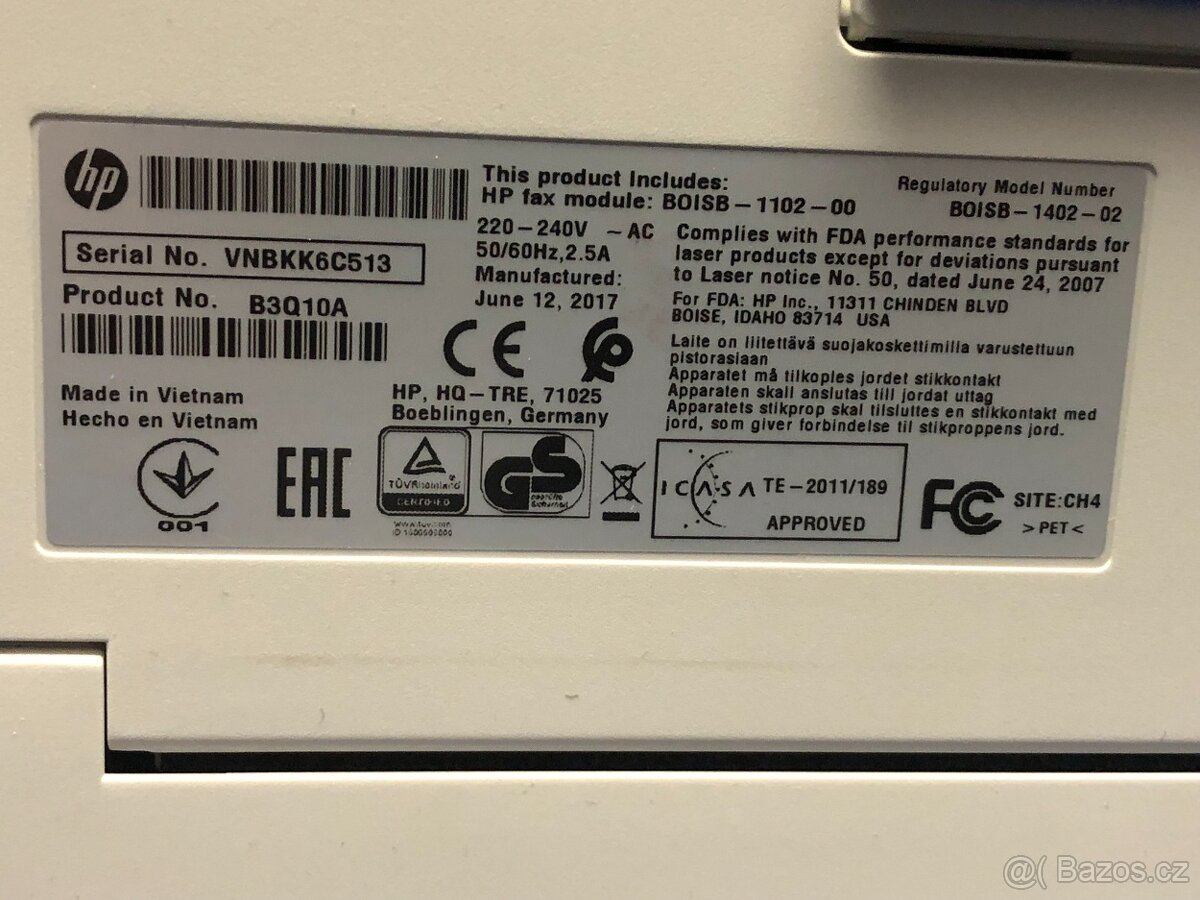 hp
This product Includes:
HP fax module: BOISB-1102-00
Regulatory Model Number
BOISB-1402-02
Serial No. VNBKK6C513
Product No. B3Q10A
220-240V ~ AC
50/60Hz,2.5A
Manufactured:
June 12, 2017
Complies with FDA performance standards for
laser products except for deviations pursuant
to Laser notice No. 50, dated June 24, 2007
For FDA: HP Inc., 11311 CHINDEN BLVD
BOISE, IDAHO 83714 USA
Laite on liitettävä suojakoskettimilla varustettuun
pistorasiaan
Apparatet må tilkoples jordet stikkontakt
Apparaten skall anslutas till jordat uttag
Apparatets stikprop skal tilsluttes en stikkontakt med
jord, som giver forbindelse til stikproppens jord.
CE
Made in Vietnam
Hecho en Vietnam
HP, HQ-TRE, 71025
Boeblingen, Germany
001
EAC
TÜVRheinland
CERTIFIED
www.tuv.com
GS
geprüfte
Sicherheit
ICASA TE-2011/189
APPROVED
FC
SITE:CH4
>PET<
@( Bazos.cz